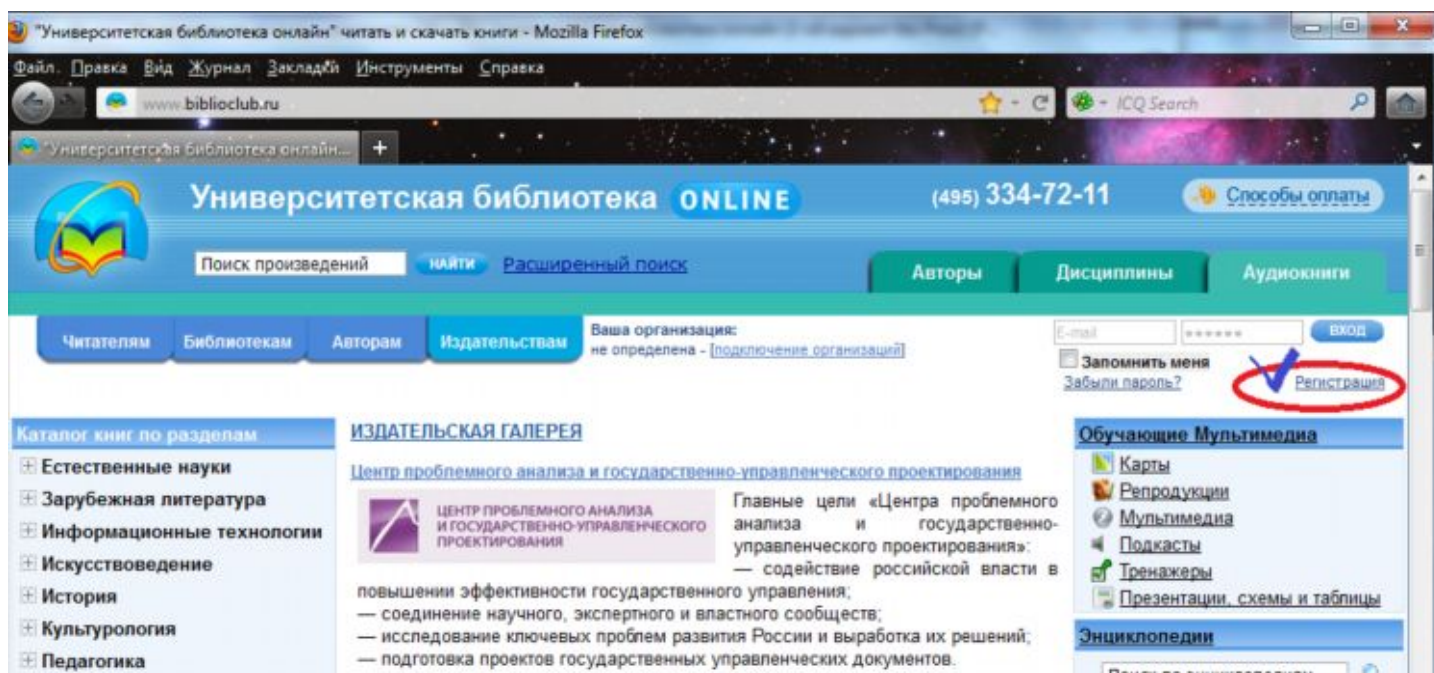 "Университетская библиотека онлайн" читать и скачать книги - Mozilla Firefox
Файл Правка Вид Журнал Закладки Инструменты Справка
www.biblioclub.ru
ICQ Search
"Университетская библиотека онлайн... +
Университетская библиотека ONLINE
(495) 334-72-11
Способы оплаты
Поиск произведений
НАЙТИ
Расширенный поиск
Авторы
Дисциплины
Аудиокниги
Читателям
Библиотекам
Авторам
Издательствам
Ваша организация:
не определена - [подключение организаций]
E-mail
******
ВХОД
Запомнить меня
Забыли пароль?
Регистрация
Каталог книг по разделам
Естественные науки
Зарубежная литература
Информационные технологии
Искусствоведение
История
Культурология
Педагогика
ИЗДАТЕЛЬСКАЯ ГАЛЕРЕЯ
Центр проблемного анализа и государственно-управленческого проектирования
ЦЕНТР ПРОБЛЕМНОГО АНАЛИЗА
И ГОСУДАРСТВЕННО-УПРАВЛЕНЧЕСКОГО
ПРОЕКТИРОВАНИЯ
Главные цели «Центра проблемного
анализа и государственно-
управленческого проектирования»:
— содействие российской власти в
повышении эффективности государственного управления;
— соединение научного, экспертного и властного сообществ;
— исследование ключевых проблем развития России и выработка их решений;
— подготовка проектов государственных управленческих документов.
Обучающие Мультимедиа
Карты
Репродукции
Мультимедиа
Подкасты
Тренажеры
Презентации, схемы и таблицы
Энциклопедии